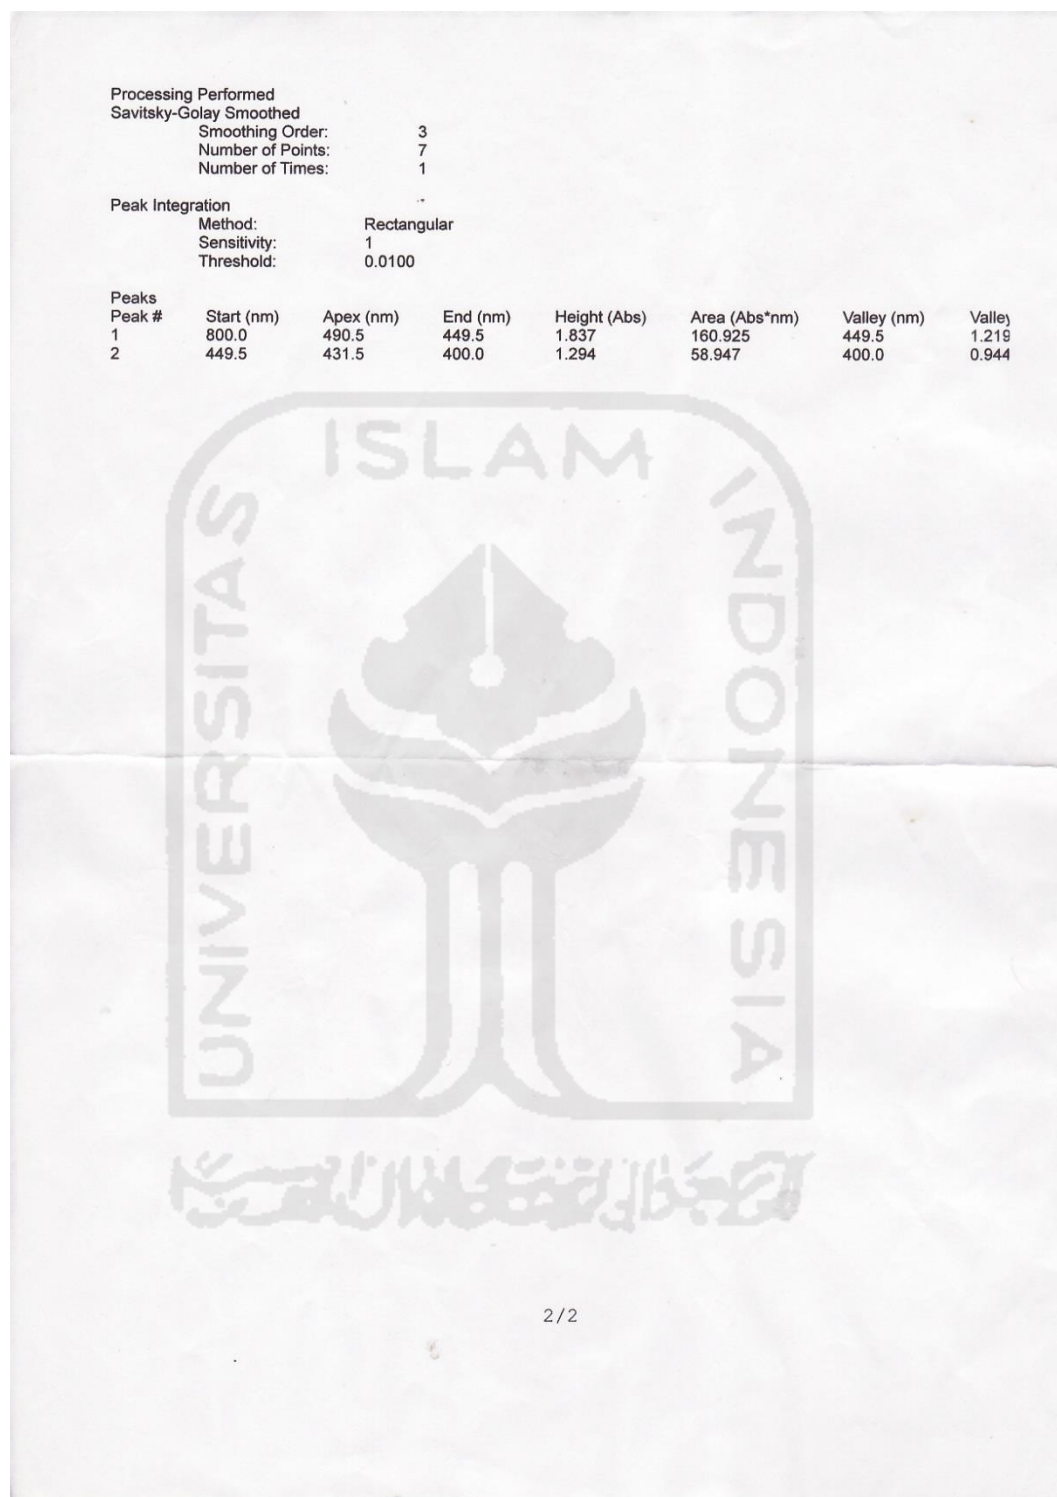 Processing Performed
Savitsky-Golay Smoothed
Smoothing Order: 3
Number of Points: 7
Number of Times: 1
Peak Integration
Method: Rectangular
Sensitivity: 1
Threshold: 0.0100
Peaks
Peak # Start (nm) Apex (nm) End (nm) Height (Abs) Area (Abs*nm) Valley (nm) Valley
1 800.0 490.5 449.5 1.837 160.925 449.5 1.219
2 449.5 431.5 400.0 1.294 58.947 400.0 0.944
UNIVERSITAS
ISLAM
INDONESIA
2/2